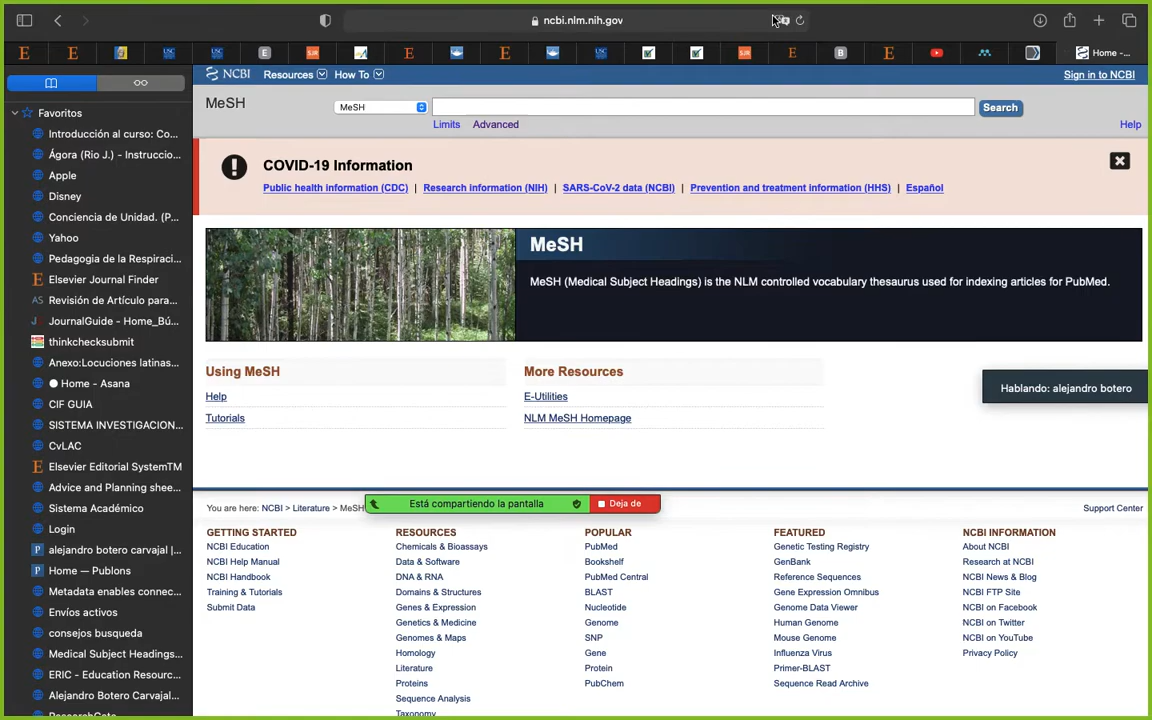 ncbi.nlm.nih.gov
Home -...
Favoritos
Introducción al curso: Co...
Ágora (Rio J.) - Instruccio...
Apple
Disney
Conciencia de Unidad. (P...
Yahoo
Pedagogia de la Respiraci...
Elsevier Journal Finder
Revisión de Artículo para...
JournalGuide - Home_Bú...
thinkchecksubmit
Anexo:Locuciones latinas...
Home - Asana
CIF GUIA
SISTEMA INVESTIGACION...
CvLAC
Elsevier Editorial SystemTM
Advice and Planning shee...
Sistema Académico
Login
alejandro botero carvajal |...
Home — Publons
Metadata enables connec...
Envíos activos
consejos busqueda
Medical Subject Headings...
ERIC - Education Resourc...
Alejandro Botero Carvajal...
ResearchGate
NCBI Resources How To Sign in to NCBI
MeSH MeSH Search
Limits Advanced Help
COVID-19 Information
Public health information (CDC) | Research information (NIH) | SARS-CoV-2 data (NCBI) | Prevention and treatment information (HHS) | Español
MeSH
MeSH (Medical Subject Headings) is the NLM controlled vocabulary thesaurus used for indexing articles for PubMed.
Using MeSH
Help
Tutorials
More Resources
E-Utilities
NLM MeSH Homepage
Hablando: alejandro botero
Está compartiendo la pantalla Deja de
You are here: NCBI > Literature > MeSH Support Center
GETTING STARTED
NCBI Education
NCBI Help Manual
NCBI Handbook
Training & Tutorials
Submit Data
RESOURCES
Chemicals & Bioassays
Data & Software
DNA & RNA
Domains & Structures
Genes & Expression
Genetics & Medicine
Genomes & Maps
Homology
Literature
Proteins
Sequence Analysis
Taxonomy
POPULAR
PubMed
Bookshelf
PubMed Central
BLAST
Nucleotide
Genome
SNP
Gene
Protein
PubChem
FEATURED
Genetic Testing Registry
GenBank
Reference Sequences
Gene Expression Omnibus
Genome Data Viewer
Human Genome
Mouse Genome
Influenza Virus
Primer-BLAST
Sequence Read Archive
NCBI INFORMATION
About NCBI
Research at NCBI
NCBI News & Blog
NCBI FTP Site
NCBI on Facebook
NCBI on Twitter
NCBI on YouTube
Privacy Policy